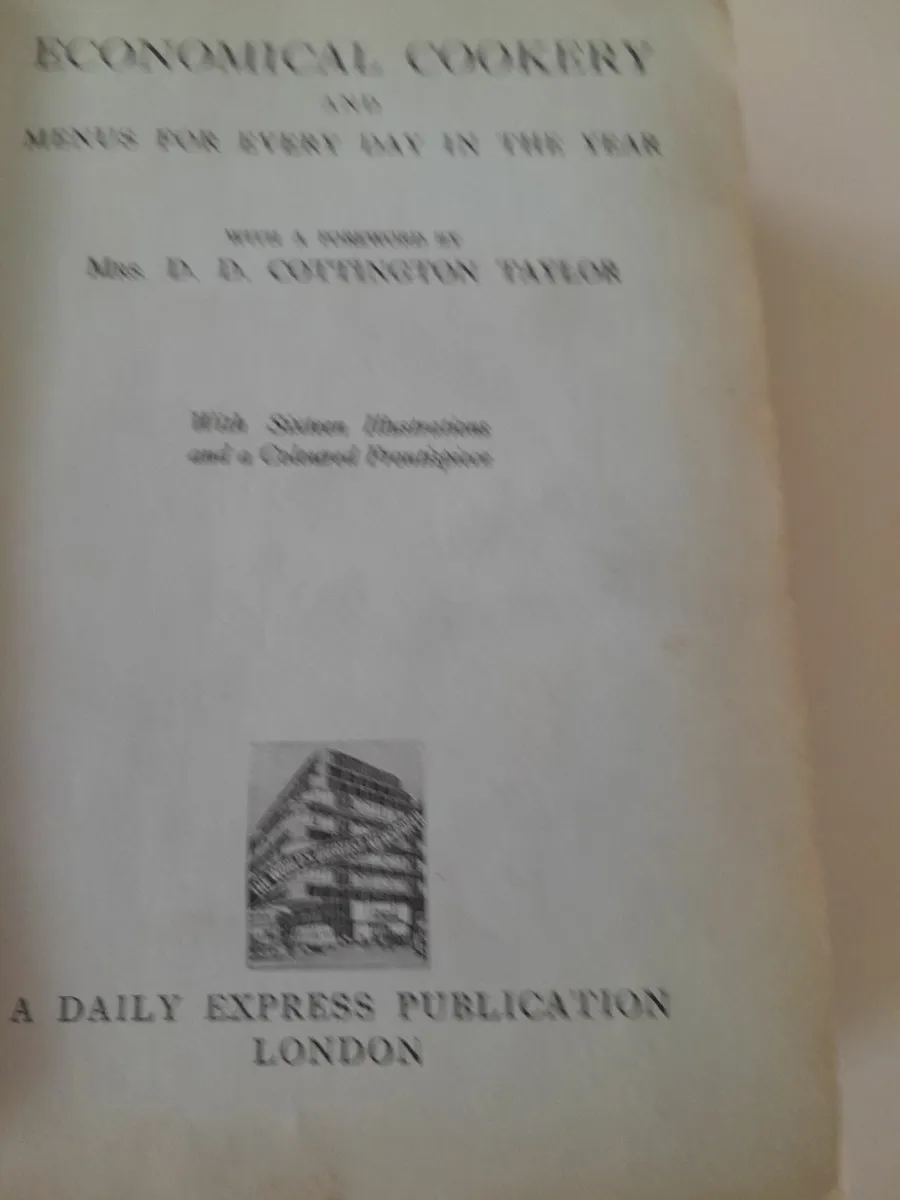 ECONOMICAL COOKERY
AND
MENUS FOR EVERY DAY IN THE YEAR
WITH A FOREWORD BY
MRS. D. D. COTTINGTON TAYLOR
With Sixteen Illustrations
and a Coloured Frontispiece
A DAILY EXPRESS PUBLICATION
LONDON